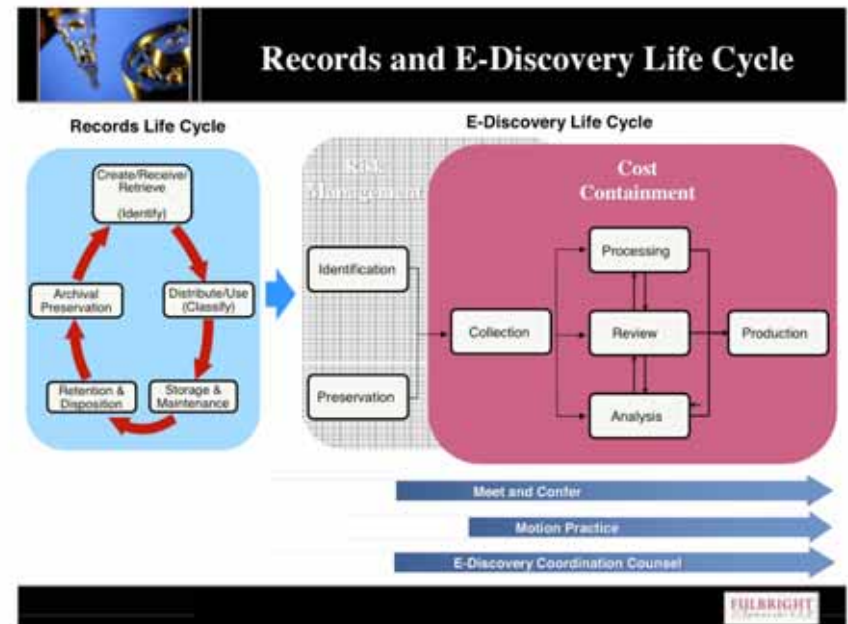 Records and E-Discovery Life Cycle
Records Life Cycle
E-Discovery Life Cycle
Create/Receive/
Retrieve
(Identify)
Distribute/Use
(Classify)
Storage &
Maintenance
Retention &
Disposition
Archival
Preservation
Risk
Management
Identification
Preservation
Cost
Containment
Collection
Processing
Review
Analysis
Production
Meet and Confer
Motion Practice
E-Discovery Coordination Counsel
FULBRIGHT